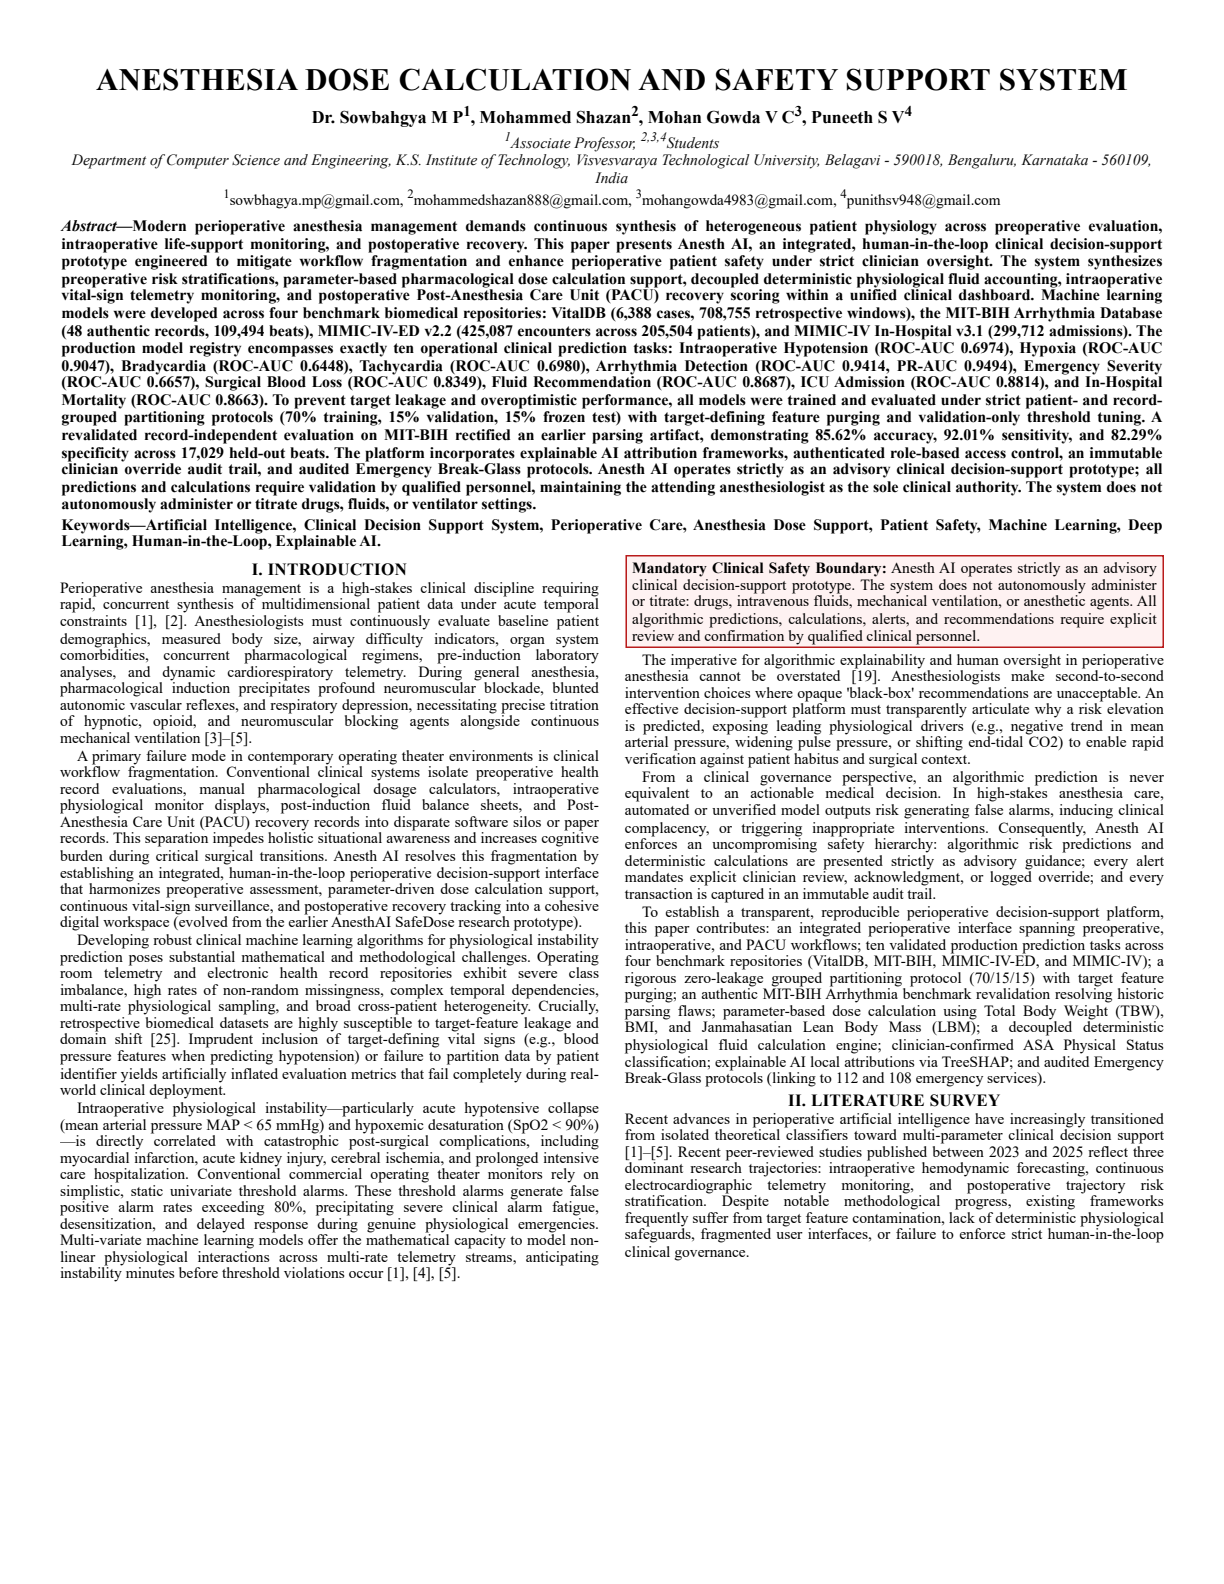 ANESTHESIA DOSE CALCULATION AND SAFETY SUPPORT SYSTEM
Dr. Sowbahgya M P1, Mohammed Shazan2, Mohan Gowda V C3, Puneeth S V4
1Associate Professor, 2,3,4Students
Department of Computer Science and Engineering, K.S. Institute of Technology, Visvesvaraya Technological University, Belagavi - 590018, Bengaluru, Karnataka - 560109,
India
1sowbhagya.mp@gmail.com, 2mohammedshazan888@gmail.com, 3mohangowda4983@gmail.com, 4punithsv948@gmail.com
Abstract—Modern perioperative anesthesia management demands continuous synthesis of heterogeneous patient physiology across preoperative evaluation,
intraoperative life-support monitoring, and postoperative recovery. This paper presents Anesth AI, an integrated, human-in-the-loop clinical decision-support
prototype engineered to mitigate workflow fragmentation and enhance perioperative patient safety under strict clinician oversight. The system synthesizes
preoperative risk stratifications, parameter-based pharmacological dose calculation support, decoupled deterministic physiological fluid accounting, intraoperative
vital-sign telemetry monitoring, and postoperative Post-Anesthesia Care Unit (PACU) recovery scoring within a unified clinical dashboard. Machine learning
models were developed across four benchmark biomedical repositories: VitalDB (6,388 cases, 708,755 retrospective windows), the MIT-BIH Arrhythmia Database
(48 authentic records, 109,494 beats), MIMIC-IV-ED v2.2 (425,087 encounters across 205,504 patients), and MIMIC-IV In-Hospital v3.1 (299,712 admissions). The
production model registry encompasses exactly ten operational clinical prediction tasks: Intraoperative Hypotension (ROC-AUC 0.6974), Hypoxia (ROC-AUC
0.9047), Bradycardia (ROC-AUC 0.6448), Tachycardia (ROC-AUC 0.6980), Arrhythmia Detection (ROC-AUC 0.9414, PR-AUC 0.9494), Emergency Severity
(ROC-AUC 0.6657), Surgical Blood Loss (ROC-AUC 0.8349), Fluid Recommendation (ROC-AUC 0.8687), ICU Admission (ROC-AUC 0.8814), and In-Hospital
Mortality (ROC-AUC 0.8663). To prevent target leakage and overoptimistic performance, all models were trained and evaluated under strict patient- and record-
grouped partitioning protocols (70% training, 15% validation, 15% frozen test) with target-defining feature purging and validation-only threshold tuning. A
revalidated record-independent evaluation on MIT-BIH rectified an earlier parsing artifact, demonstrating 85.62% accuracy, 92.01% sensitivity, and 82.29%
specificity across 17,029 held-out beats. The platform incorporates explainable AI attribution frameworks, authenticated role-based access control, an immutable
clinician override audit trail, and audited Emergency Break-Glass protocols. Anesth AI operates strictly as an advisory clinical decision-support prototype; all
predictions and calculations require validation by qualified personnel, maintaining the attending anesthesiologist as the sole clinical authority. The system does not
autonomously administer or titrate drugs, fluids, or ventilator settings.
Keywords—Artificial Intelligence, Clinical Decision Support System, Perioperative Care, Anesthesia Dose Support, Patient Safety, Machine Learning, Deep
Learning, Human-in-the-Loop, Explainable AI.
I. INTRODUCTION
Perioperative anesthesia management is a high-stakes clinical discipline requiring
rapid, concurrent synthesis of multidimensional patient data under acute temporal
constraints [1], [2]. Anesthesiologists must continuously evaluate baseline patient
demographics, measured body size, airway difficulty indicators, organ system
comorbidities, concurrent pharmacological regimens, pre-induction laboratory
analyses, and dynamic cardiorespiratory telemetry. During general anesthesia,
pharmacological induction precipitates profound neuromuscular blockade, blunted
autonomic vascular reflexes, and respiratory depression, necessitating precise titration
of hypnotic, opioid, and neuromuscular blocking agents alongside continuous
mechanical ventilation [3]–[5].
A primary failure mode in contemporary operating theater environments is clinical
workflow fragmentation. Conventional clinical systems isolate preoperative health
record evaluations, manual pharmacological dosage calculators, intraoperative
physiological monitor displays, post-induction fluid balance sheets, and Post-
Anesthesia Care Unit (PACU) recovery records into disparate software silos or paper
records. This separation impedes holistic situational awareness and increases cognitive
burden during critical surgical transitions. Anesth AI resolves this fragmentation by
establishing an integrated, human-in-the-loop perioperative decision-support interface
that harmonizes preoperative assessment, parameter-driven dose calculation support,
continuous vital-sign surveillance, and postoperative recovery tracking into a cohesive
digital workspace (evolved from the earlier AnesthAI SafeDose research prototype).
Developing robust clinical machine learning algorithms for physiological instability
prediction poses substantial mathematical and methodological challenges. Operating
room telemetry and electronic health record repositories exhibit severe class
imbalance, high rates of non-random missingness, complex temporal dependencies,
multi-rate physiological sampling, and broad cross-patient heterogeneity. Crucially,
retrospective biomedical datasets are highly susceptible to target-feature leakage and
domain shift [25]. Imprudent inclusion of target-defining vital signs (e.g., blood
pressure features when predicting hypotension) or failure to partition data by patient
identifier yields artificially inflated evaluation metrics that fail completely during real-
world clinical deployment.
Intraoperative physiological instability—particularly acute hypotensive collapse
(mean arterial pressure MAP < 65 mmHg) and hypoxemic desaturation (SpO2 < 90%)
—is directly correlated with catastrophic post-surgical complications, including
myocardial infarction, acute kidney injury, cerebral ischemia, and prolonged intensive
care hospitalization. Conventional commercial operating theater monitors rely on
simplistic, static univariate threshold alarms. These threshold alarms generate false
positive alarm rates exceeding 80%, precipitating severe clinical alarm fatigue,
desensitization, and delayed response during genuine physiological emergencies.
Multi-variate machine learning models offer the mathematical capacity to model non-
linear physiological interactions across multi-rate telemetry streams, anticipating
instability minutes before threshold violations occur [1], [4], [5].
Mandatory Clinical Safety Boundary: Anesth AI operates strictly as an advisory
clinical decision-support prototype. The system does not autonomously administer
or titrate: drugs, intravenous fluids, mechanical ventilation, or anesthetic agents. All
algorithmic predictions, calculations, alerts, and recommendations require explicit
review and confirmation by qualified clinical personnel.
The imperative for algorithmic explainability and human oversight in perioperative
anesthesia cannot be overstated [19]. Anesthesiologists make second-to-second
intervention choices where opaque 'black-box' recommendations are unacceptable. An
effective decision-support platform must transparently articulate why a risk elevation
is predicted, exposing leading physiological drivers (e.g., negative trend in mean
arterial pressure, widening pulse pressure, or shifting end-tidal CO2) to enable rapid
verification against patient habitus and surgical context.
From a clinical governance perspective, an algorithmic prediction is never
equivalent to an actionable medical decision. In high-stakes anesthesia care,
automated or unverified model outputs risk generating false alarms, inducing clinical
complacency, or triggering inappropriate interventions. Consequently, Anesth AI
enforces an uncompromising safety hierarchy: algorithmic risk predictions and
deterministic calculations are presented strictly as advisory guidance; every alert
mandates explicit clinician review, acknowledgment, or logged override; and every
transaction is captured in an immutable audit trail.
To establish a transparent, reproducible perioperative decision-support platform,
this paper contributes: an integrated perioperative interface spanning preoperative,
intraoperative, and PACU workflows; ten validated production prediction tasks across
four benchmark repositories (VitalDB, MIT-BIH, MIMIC-IV-ED, and MIMIC-IV); a
rigorous zero-leakage grouped partitioning protocol (70/15/15) with target feature
purging; an authentic MIT-BIH Arrhythmia benchmark revalidation resolving historic
parsing flaws; parameter-based dose calculation using Total Body Weight (TBW),
BMI, and Janmahasatian Lean Body Mass (LBM); a decoupled deterministic
physiological fluid calculation engine; clinician-confirmed ASA Physical Status
classification; explainable AI local attributions via TreeSHAP; and audited Emergency
Break-Glass protocols (linking to 112 and 108 emergency services).
II. LITERATURE SURVEY
Recent advances in perioperative artificial intelligence have increasingly transitioned
from isolated theoretical classifiers toward multi-parameter clinical decision support
[1]–[5]. Recent peer-reviewed studies published between 2023 and 2025 reflect three
dominant research trajectories: intraoperative hemodynamic forecasting, continuous
electrocardiographic telemetry monitoring, and postoperative trajectory risk
stratification. Despite notable methodological progress, existing frameworks
frequently suffer from target feature contamination, lack of deterministic physiological
safeguards, fragmented user interfaces, or failure to enforce strict human-in-the-loop
clinical governance.